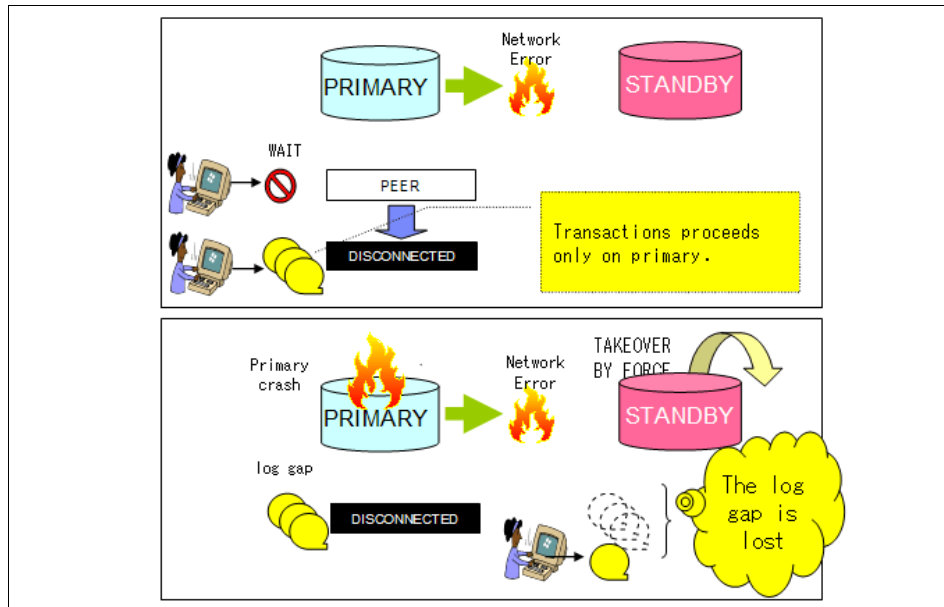 Network
Error
PRIMARY
STANDBY
WAIT
PEER
Transactions proceeds
only on primary.
DISCONNECTED
Primary
crash
Network
Error
TAKEOVER
BY FORCE
PRIMARY
STANDBY
log gap
DISCONNECTED
The log
gap is
lost